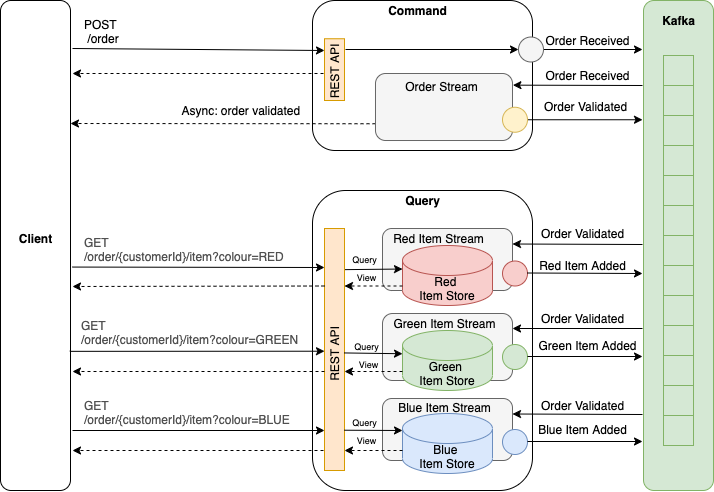 Command
Kafka
POST
/order
REST API
Order Received
Order Received
Order Stream
Order Validated
Async: order validated
Query
Client
GET
/order/{customerId}/item?colour=RED
REST API
Red Item Stream
Order Validated
Query
View
Red
Item Store
Red Item Added
GET
/order/{customerId}/item?colour=GREEN
Green Item Stream
Order Validated
Query
View
Green
Item Store
Green Item Added
GET
/order/{customerId}/item?colour=BLUE
Blue Item Stream
Order Validated
Query
View
Blue
Item Store
Blue Item Added